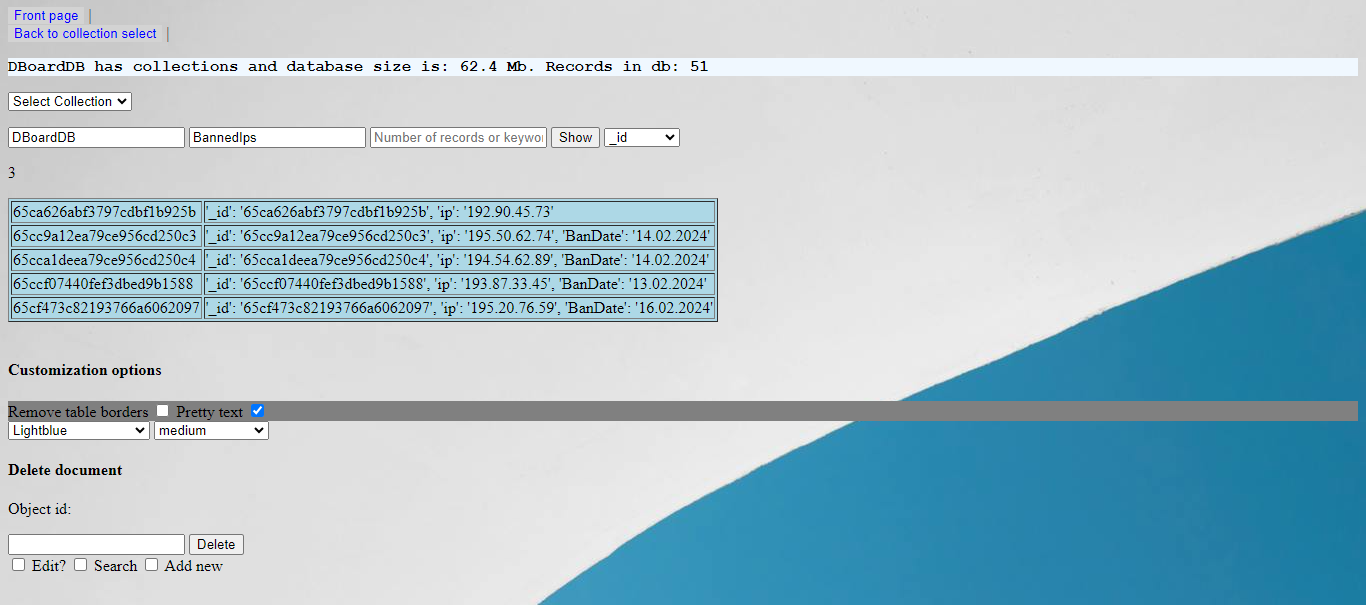 Front page |
Back to collection select |
DBoardDB has collections and database size is: 62.4 Mb. Records in db: 51
Select Collection
DBoardDB BannedIps Number of records or keywor Show _id
3
65ca626abf3797cdbf1b925b '_id': '65ca626abf3797cdbf1b925b', 'ip': '192.90.45.73'
65cc9a12ea79ce956cd250c3 '_id': '65cc9a12ea79ce956cd250c3', 'ip': '195.50.62.74', 'BanDate': '14.02.2024'
65cca1deea79ce956cd250c4 '_id': '65cca1deea79ce956cd250c4', 'ip': '194.54.62.89', 'BanDate': '14.02.2024'
65ccf07440fef3dbed9b1588 '_id': '65ccf07440fef3dbed9b1588', 'ip': '193.87.33.45', 'BanDate': '13.02.2024'
65cf473c82193766a6062097 '_id': '65cf473c82193766a6062097', 'ip': '195.20.76.59', 'BanDate': '16.02.2024'
Customization options
Remove table borders Pretty text
Lightblue medium
Delete document
Object id:
Delete
Edit? Search Add new